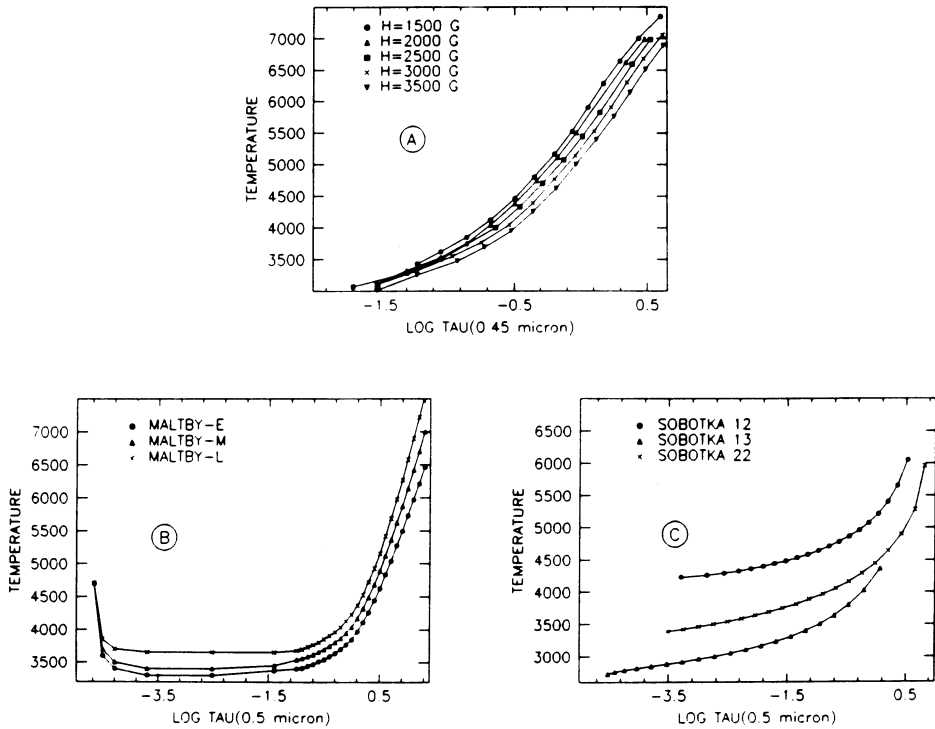 H=1500 G
H=2000 G
H=2500 G
H=3000 G
H=3500 G
A
7000
6500
6000
5500
5000
4500
4000
3500
TEMPERATURE
-1.5
-0.5
0.5
LOG TAU(0 45 micron)
MALTBY-E
MALTBY-M
MALTBY-L
B
7000
6500
6000
5500
5000
4500
4000
3500
TEMPERATURE
-3.5
-1.5
0.5
LOG TAU(0.5 micron)
SOBOTKA 12
SOBOTKA 13
SOBOTKA 22
C
6500
6000
5500
5000
4500
4000
3500
3000
TEMPERATURE
-3.5
-1.5
0.5
LOG TAU(0.5 micron)